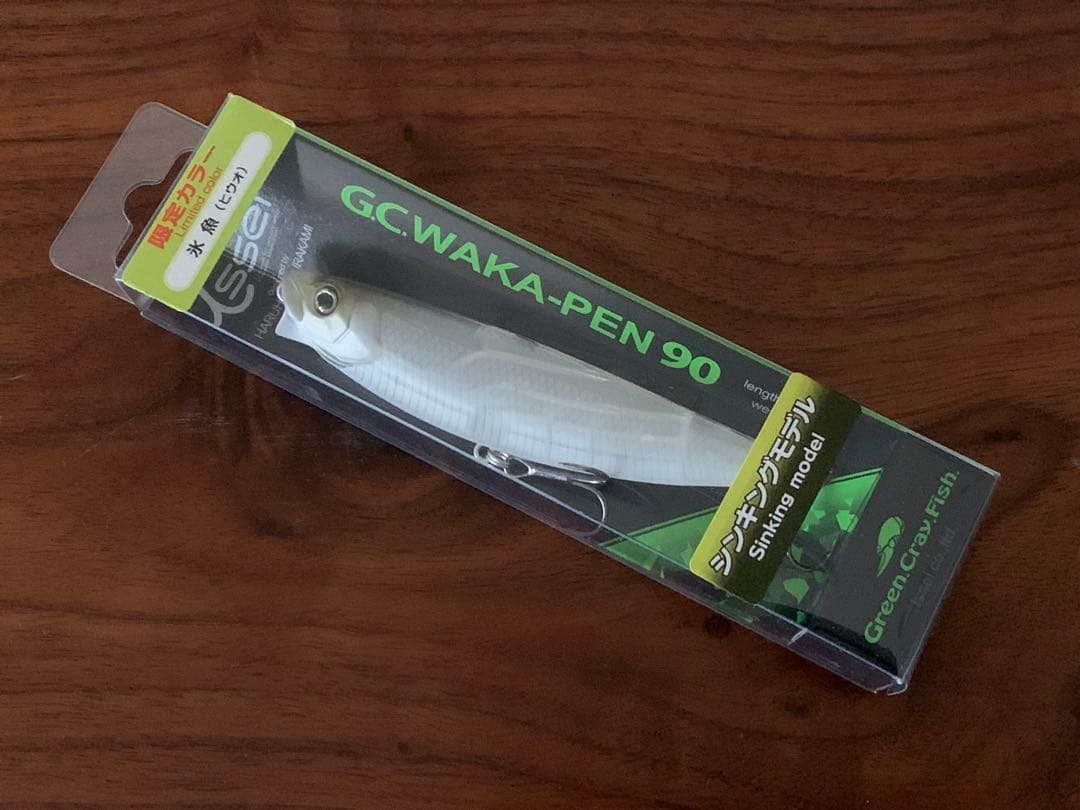 限定カラー
Limited color
氷魚 (ヒウオ)
G.C.WAKA-PEN 90
length
シンキングモデル
Sinking model
Green.Cray.Fish.